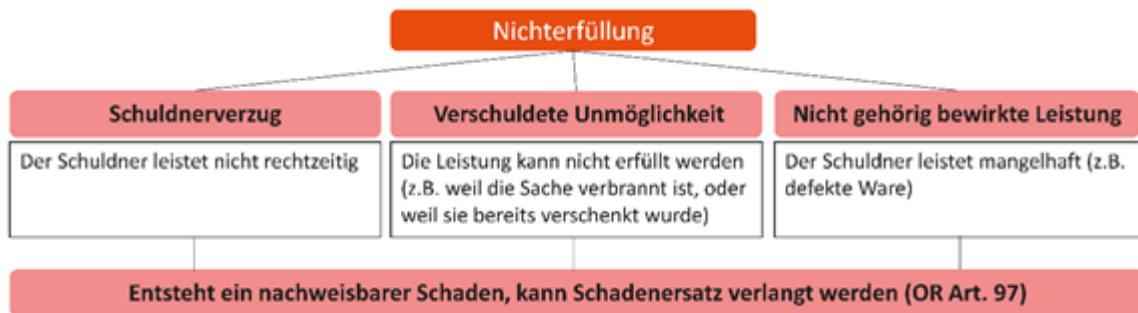 Nichterfüllung
Schuldnerverzug
Der Schuldner leistet nicht rechtzeitig
Verschuldete Unmöglichkeit
Die Leistung kann nicht erfüllt werden
(z.B. weil die Sache verbrannt ist, oder
weil sie bereits verschenkt wurde)
Nicht gehörig bewirkte Leistung
Der Schuldner leistet mangelhaft (z.B.
defekte Ware)
Entsteht ein nachweisbarer Schaden, kann Schadenersatz verlangt werden (OR Art. 97)